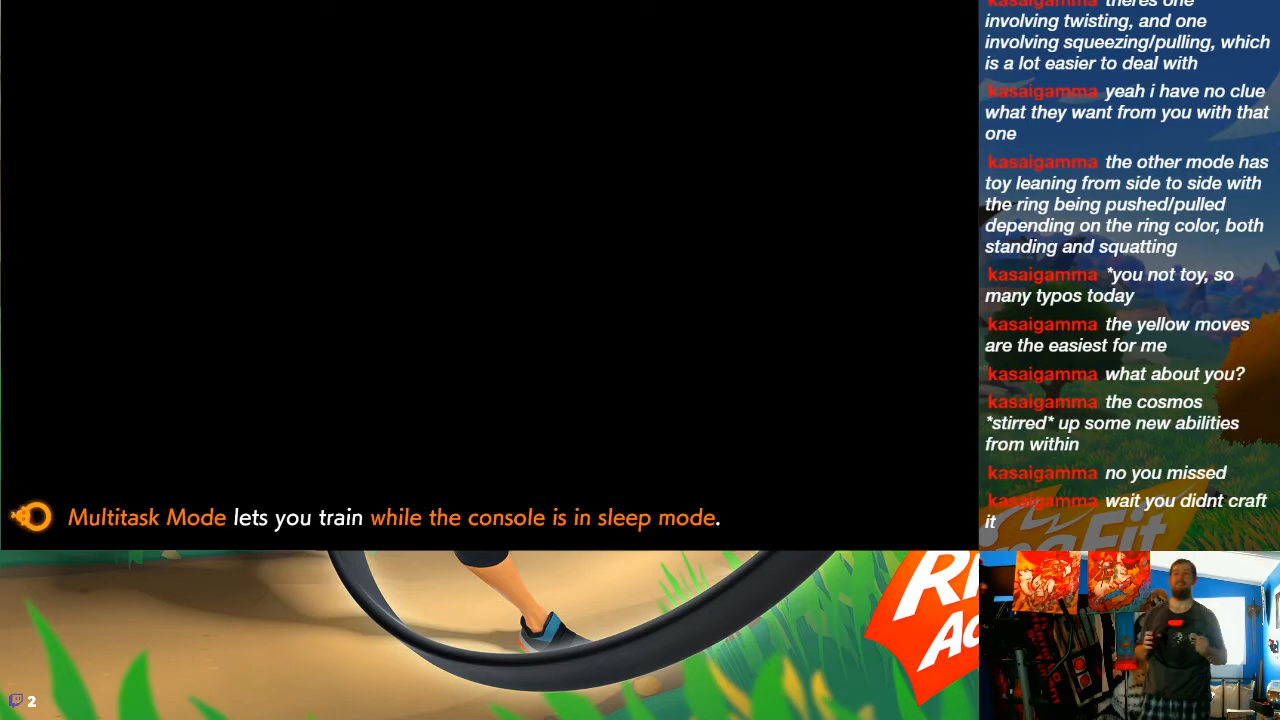 kasaigamma theres one
involving twisting, and one
involving squeezing/pulling, which
is a lot easier to deal with
kasaigamma yeah i have no clue
what they want from you with that
one
kasaigamma the other mode has
toy leaning from side to side with
the ring being pushed/pulled
depending on the ring color, both
standing and squatting
kasaigamma *you not toy, so
many typos today
kasaigamma the yellow moves
are the easiest for me
kasaigamma what about you?
kasaigamma the cosmos
*stirred* up some new abilities
from within
kasaigamma no you missed
kasaigamma wait you didnt craft
it
Multitask Mode lets you train while the console is in sleep mode.
2